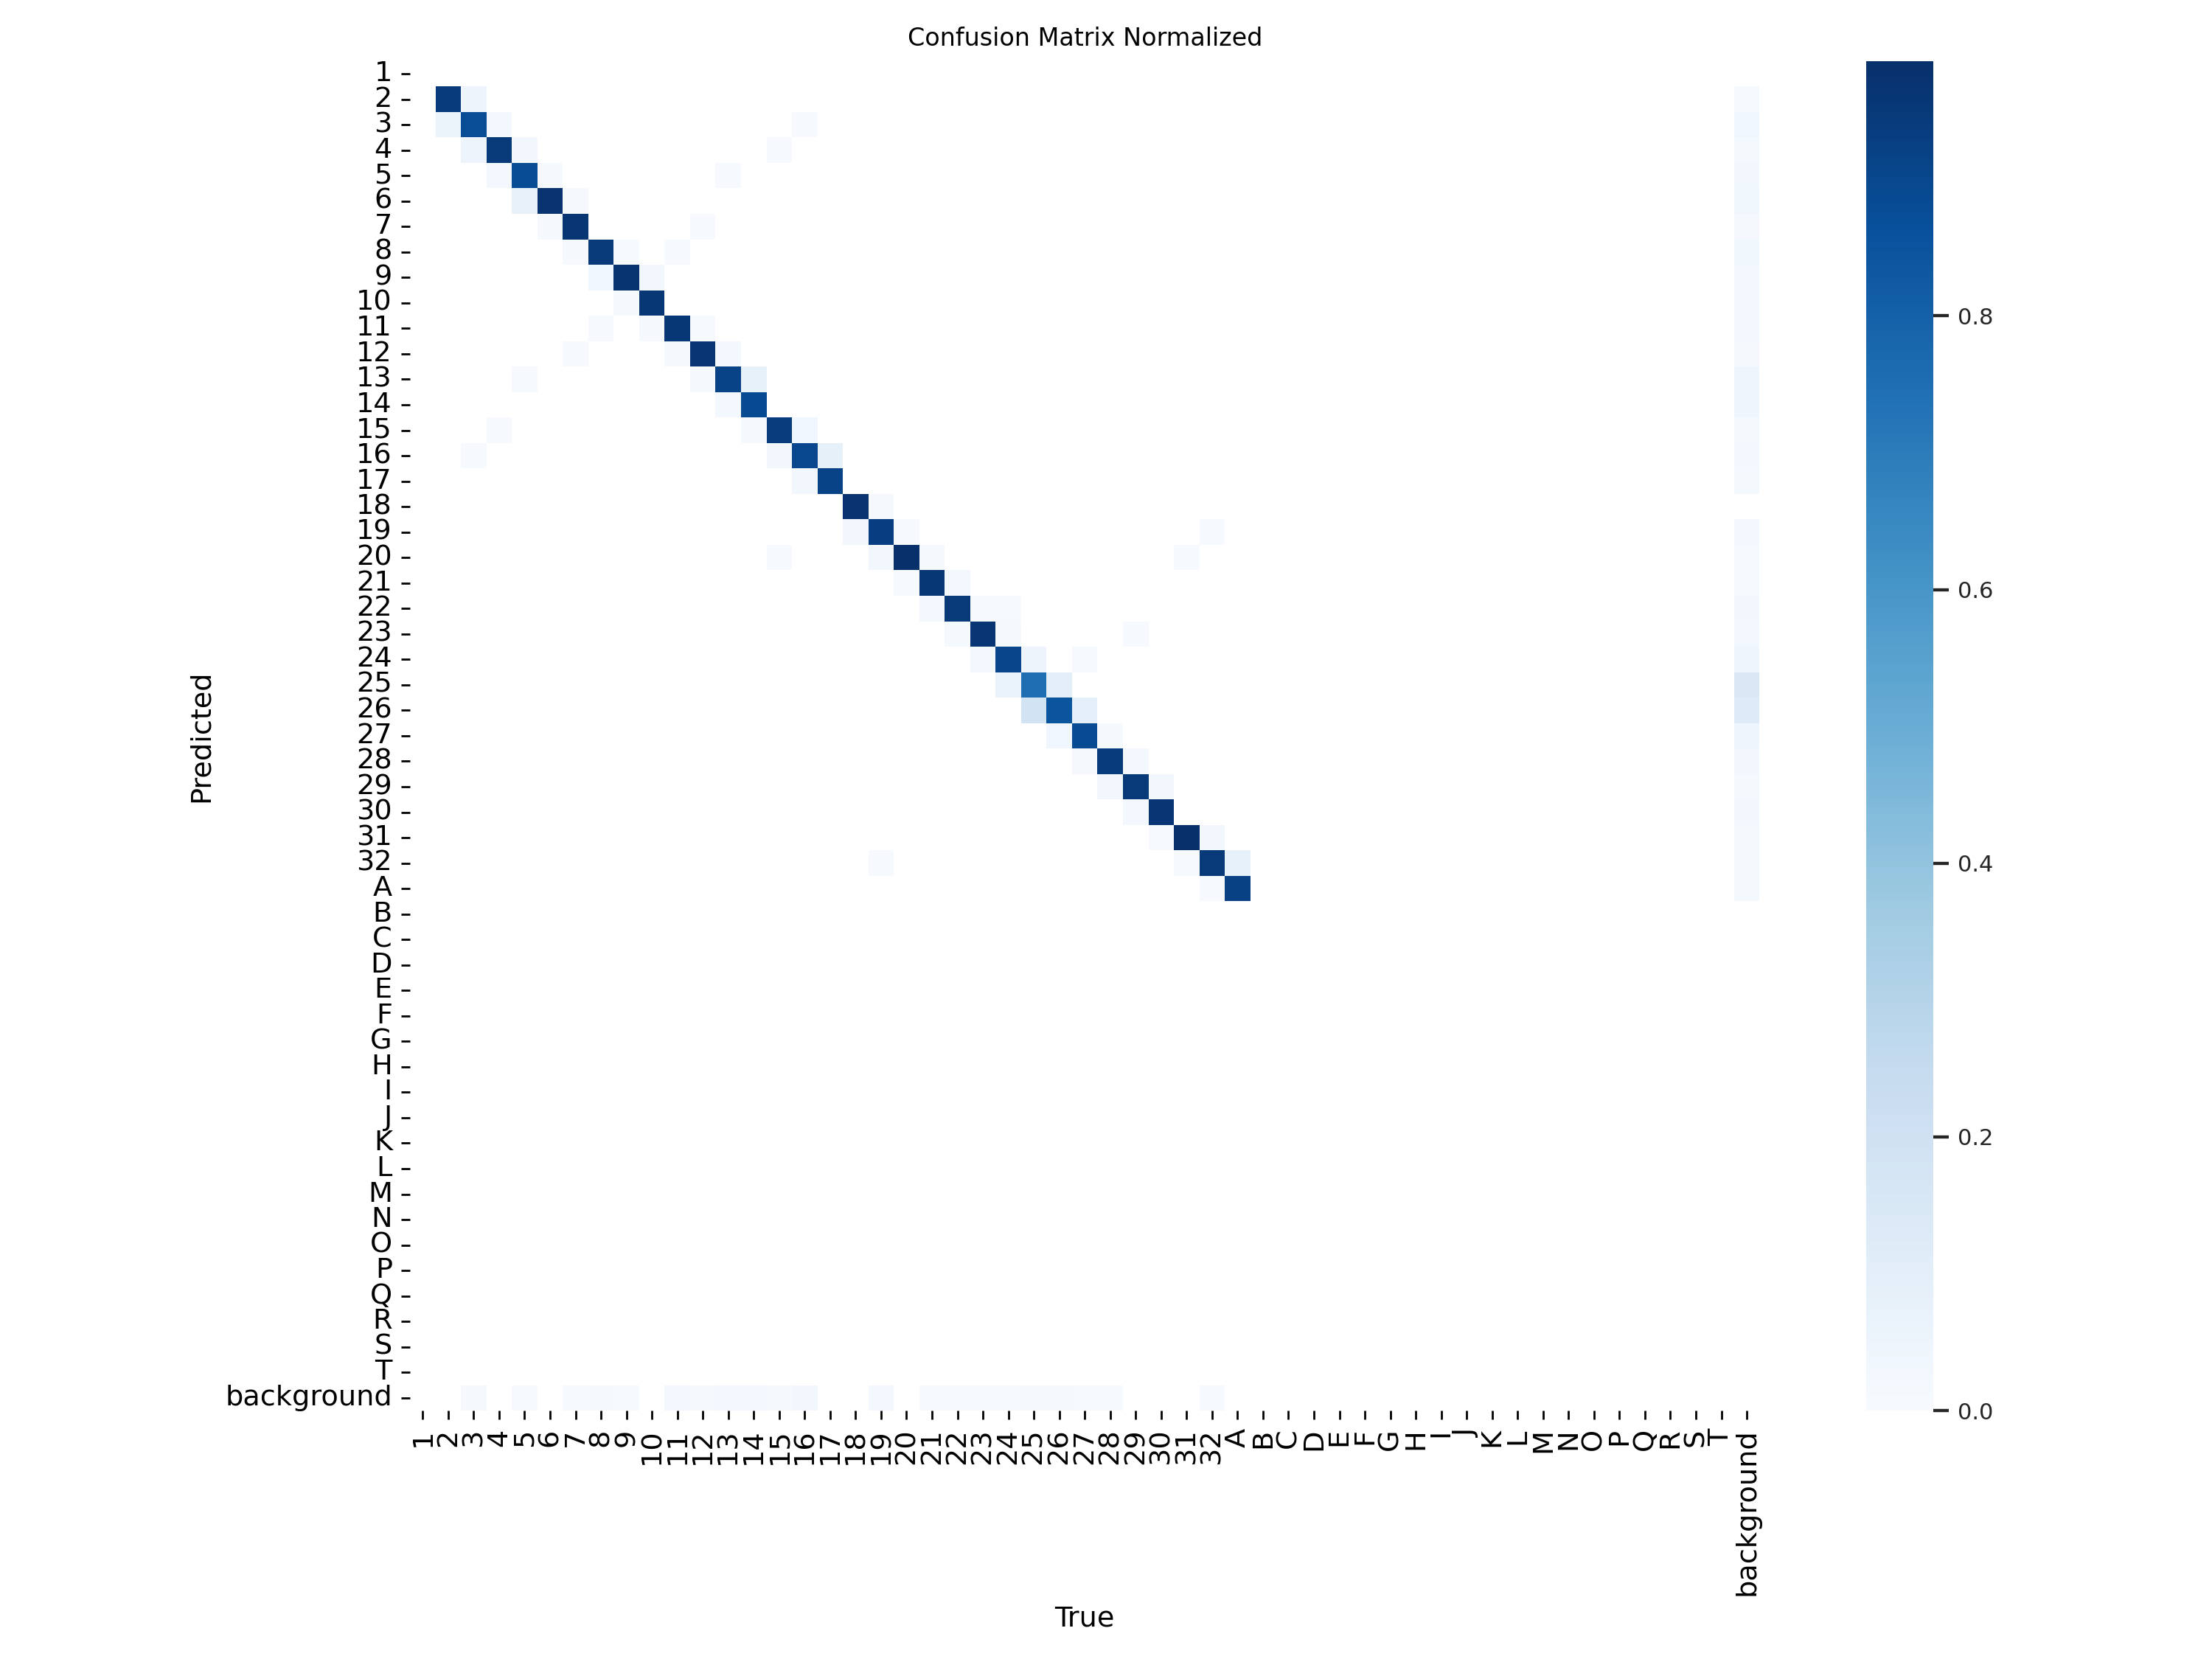 Confusion Matrix Normalized
1
2
3
4
5
6
7
8
9
10
11
12
13
14
15
16
17
18
19
20
21
22
23
24
25
26
27
28
29
30
31
32
A
B
C
D
E
F
G
H
I
J
K
L
M
N
O
P
Q
R
S
T
background
Predicted
1 2 3 4 5 6 7 8 9 10 11 12 13 14 15 16 17 18 19 20 21 22 23 24 25 26 27 28 29 30 31 32 A B C D E F G H I J K L M N O P Q R S T background
True
0.8
0.6
0.4
0.2
0.0